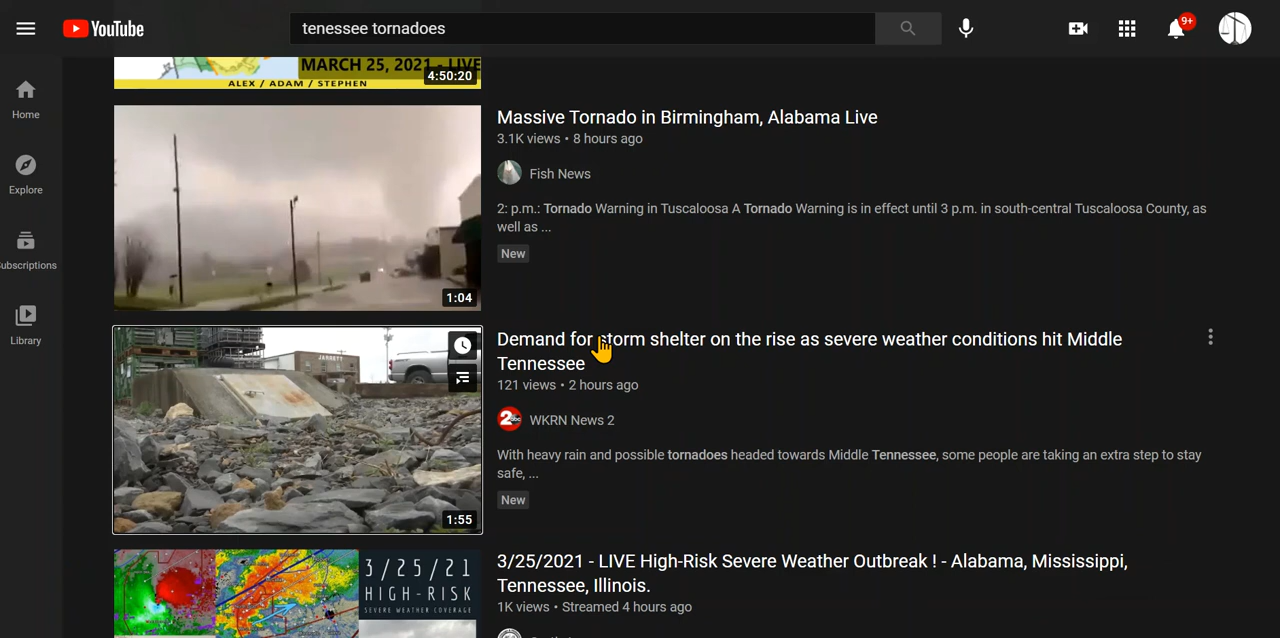 YouTube
tenessee tornadoes
9+
Home
Explore
ubscriptions
Library
MARCH 25, 2021 - LIVE
4:50:20
ALEX / ADAM / STEPHEN
1:04
Massive Tornado in Birmingham, Alabama Live
3.1K views • 8 hours ago
Fish News
2: p.m.: Tornado Warning in Tuscaloosa A Tornado Warning is in effect until 3 p.m. in south-central Tuscaloosa County, as
well as ...
New
JARRETT
1:55
Demand for storm shelter on the rise as severe weather conditions hit Middle
Tennessee
121 views • 2 hours ago
2 abc
WKRN News 2
With heavy rain and possible tornadoes headed towards Middle Tennessee, some people are taking an extra step to stay
safe, ...
New
3/25/21
HIGH-RISK
SEVERE WEATHER COVERAGE
3/25/2021 - LIVE High-Risk Severe Weather Outbreak ! - Alabama, Mississippi,
Tennessee, Illinois.
1K views • Streamed 4 hours ago